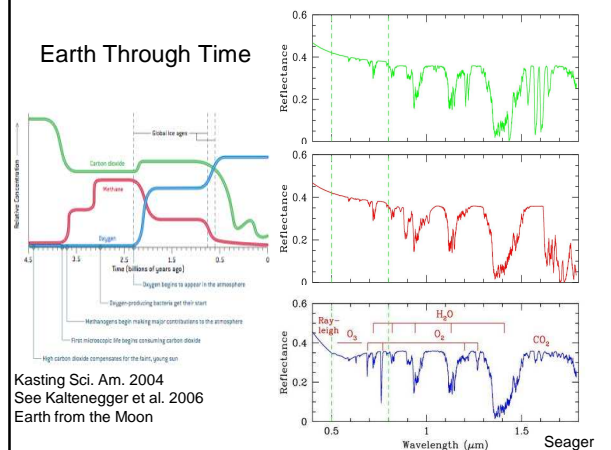 Earth Through Time
Relative Concentration
Global Ice ages
Carbon dioxide
Methane
Oxygen
4.5 3.5 2.5 1.5 0.5 0
Time (billions of years ago)
Oxygen begins to appear in the atmosphere
Oxygen-producing bacteria get their start
Methanogens begin making major contributions to the atmosphere
First microscopic life begins consuming carbon dioxide
High carbon dioxide compensates for the faint, young sun
Kasting Sci. Am. 2004
See Kaltenegger et al. 2006
Earth from the Moon
0.6
0.4
0.2
0
Reflectance
0.6
0.4
0.2
0
Reflectance
0.6
0.4
0.2
0
Reflectance
Ray-
leigh
H2O
O3
O2
CO2
0.5 1 1.5
Wavelength (μm)
Seager